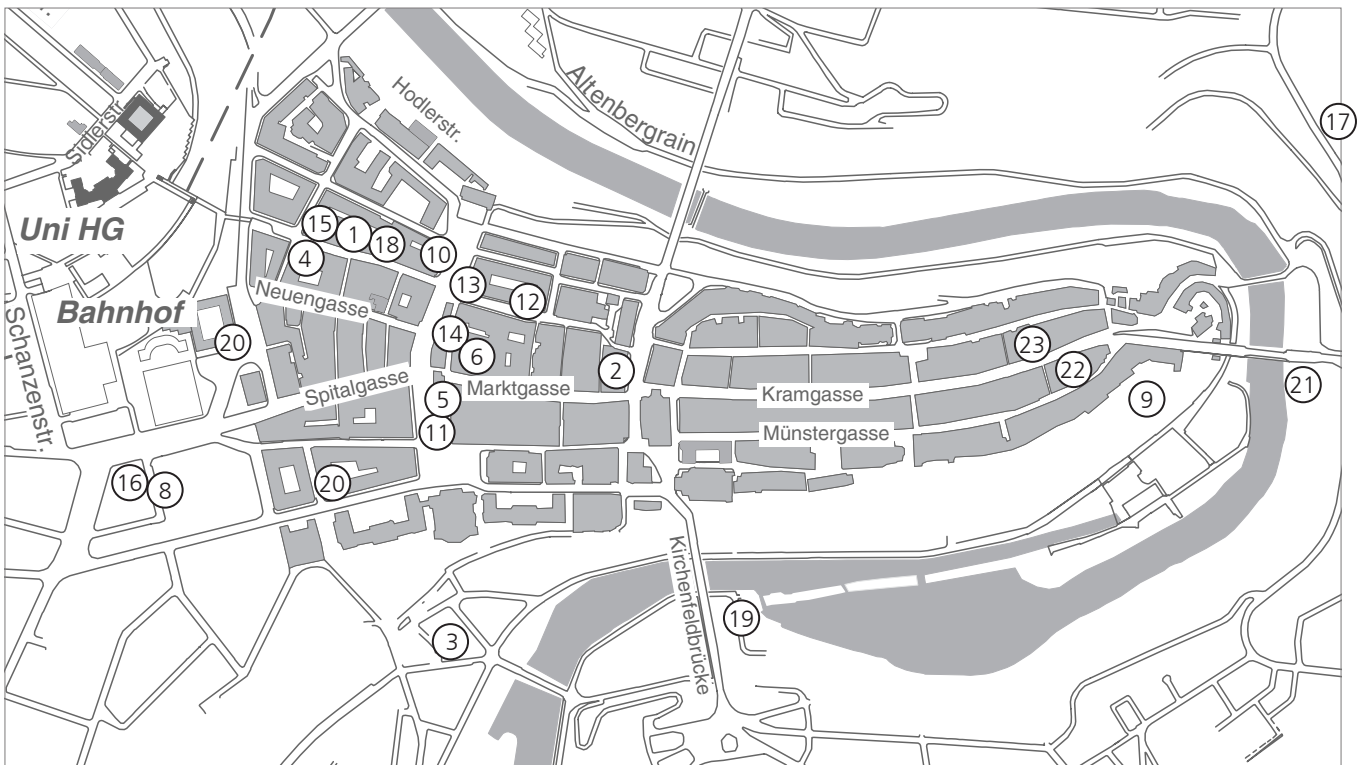 Altenbergrain
Hodlerstr.
Sidlerstr.
17
Uni HG
15
1
18
10
4
13
12
Neuengasse
Bahnhof
Schanzenstr.
20
14
6
2
23
22
21
Spitalgasse
Marktgasse
Kramgasse
5
9
11
Münstergasse
16
8
20
Kirchenfeldbrücke
19
3